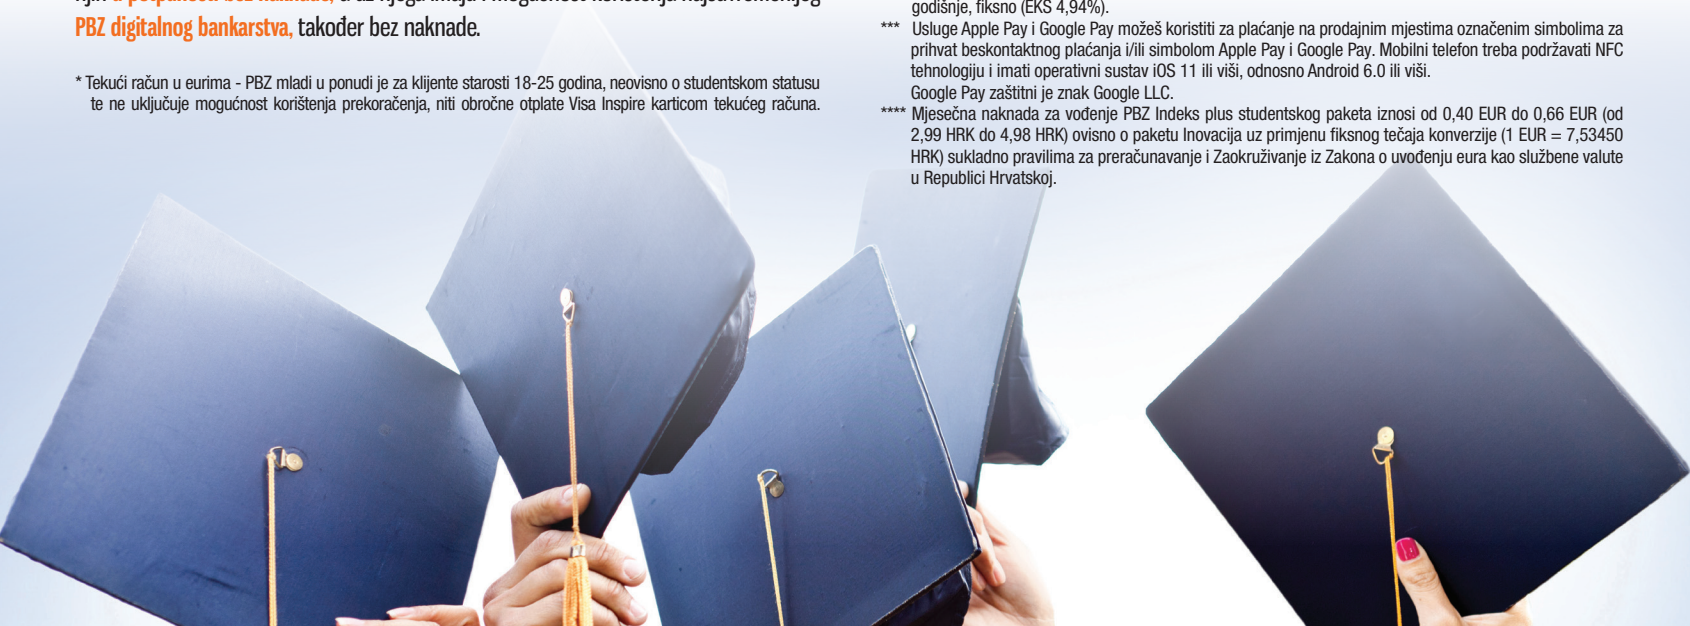 PBZ digitalnog bankarstva, također bez naknade.
* Tekući račun u eurima - PBZ mladi u ponudi je za klijente starosti 18-25 godina, neovisno o studentskom statusu
te ne uključuje mogućnost korištenja prekoračenja, niti obročne otplate Visa Inspire karticom tekućeg računa.
godišnje, fiksno (EKS 4,94%).
*** Usluge Apple Pay i Google Pay možeš koristiti za plaćanje na prodajnim mjestima označenim simbolima za
prihvat beskontaktnog plaćanja i/ili simbolom Apple Pay i Google Pay. Mobilni telefon treba podržavati NFC
tehnologiju i imati operativni sustav iOS 11 ili viši, odnosno Android 6.0 ili viši.
Google Pay zaštitni je znak Google LLC.
**** Mjesečna naknada za vođenje PBZ Indeks plus studentskog paketa iznosi od 0,40 EUR do 0,66 EUR (od
2,99 HRK do 4,98 HRK) ovisno o paketu Inovacija uz primjenu fiksnog tečaja konverzije (1 EUR = 7,53450
HRK) sukladno pravilima za preračunavanje i Zaokruživanje iz Zakona o uvođenju eura kao službene valute
u Republici Hrvatskoj.